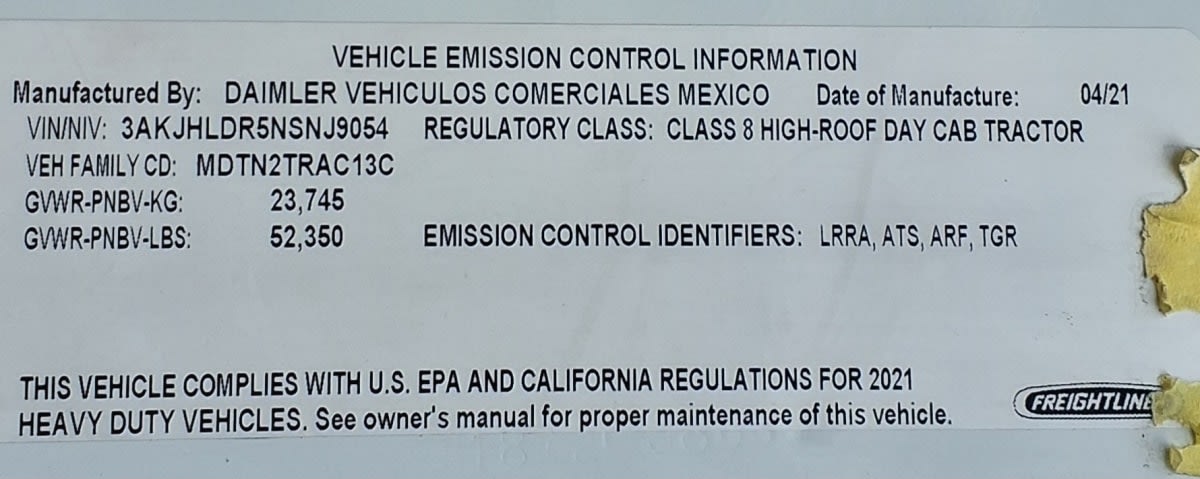 VEHICLE EMISSION CONTROL INFORMATION
Manufactured By: DAIMLER VEHICULOS COMERCIALES MEXICO Date of Manufacture: 04/21
VIN/NIV: 3AKJHLDR5NSNJ9054 REGULATORY CLASS: CLASS 8 HIGH-ROOF DAY CAB TRACTOR
VEH FAMILY CD: MDTN2TRAC13C
GVWR-PNBV-KG: 23,745
GVWR-PNBV-LBS: 52,350 EMISSION CONTROL IDENTIFIERS: LRRA, ATS, ARF, TGR
THIS VEHICLE COMPLIES WITH U.S. EPA AND CALIFORNIA REGULATIONS FOR 2021
HEAVY DUTY VEHICLES. See owner's manual for proper maintenance of this vehicle.
FREIGHTLINE